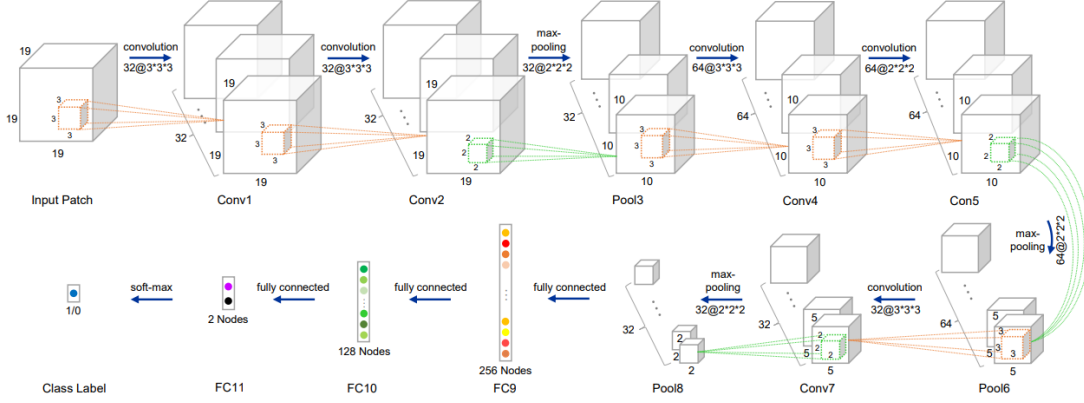 19
19
19
3
3
3
Input Patch
convolution
32@3*3*3
32
19
19
19
3
3
3
Conv1
convolution
32@3*3*3
32
19
19
19
2
2
2
Conv2
max-
pooling
32@2*2*2
32
10
10
10
3
3
3
Pool3
convolution
64@3*3*3
64
10
10
10
3
3
3
Conv4
convolution
64@2*2*2
64
10
10
10
2
2
2
Con5
max-
pooling
64@2*2*2
64
5
5
5
3
3
3
Pool6
convolution
32@3*3*3
32
5
5
5
2
2
2
Conv7
max-
pooling
32@2*2*2
32
2
2
2
Pool8
fully connected
256 Nodes
FC9
fully connected
128 Nodes
FC10
fully connected
2 Nodes
FC11
soft-max
1/0
Class Label